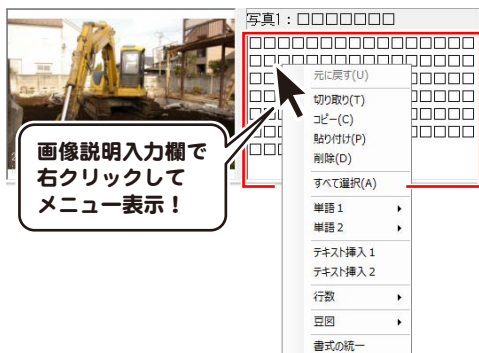 写真1：□□□□□□□
□□□□□□□□□□□□□□□□
元に戻す(U)
切り取り(T)
コピー(C)
貼り付け(P)
削除(D)
すべて選択(A)
単語1
単語2
テキスト挿入1
テキスト挿入2
行数
豆図
書式の統一
画像説明入力欄で
右クリックして
メニュー表示！